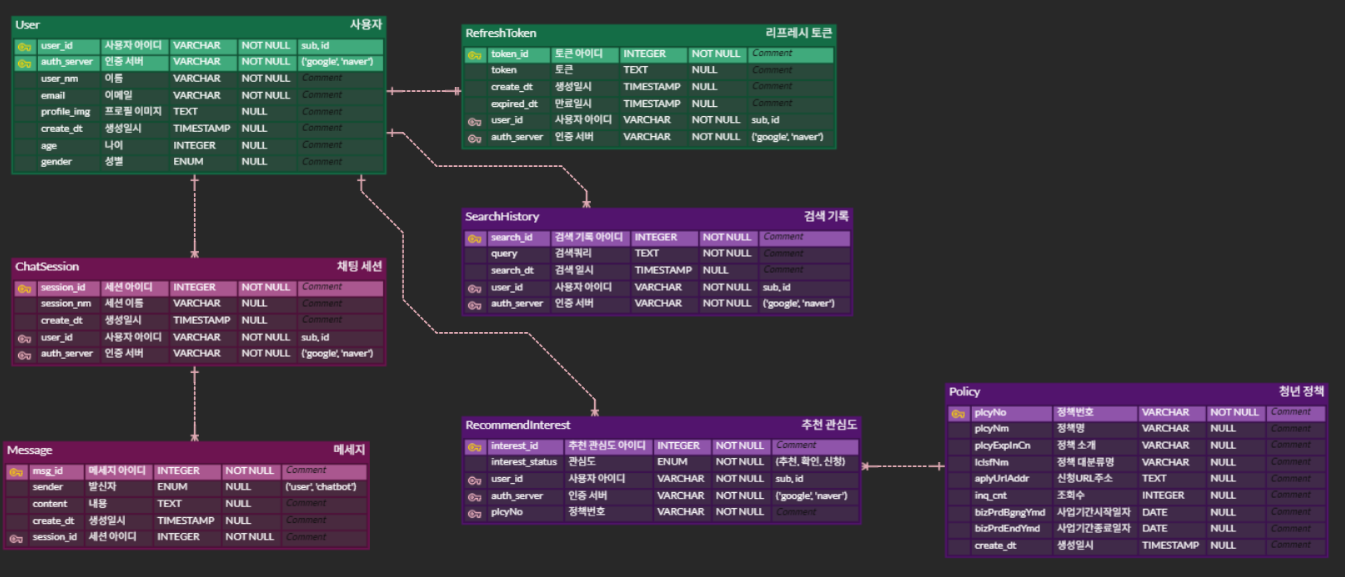 User 사용자
user_id 사용자 아이디 VARCHAR NOT NULL sub, id
auth_server 인증 서버 VARCHAR NOT NULL ('google', 'naver')
user_nm 이름 VARCHAR NOT NULL Comment
email 이메일 VARCHAR NOT NULL Comment
profile_img 프로필 이미지 TEXT NULL Comment
create_dt 생성일시 TIMESTAMP NULL Comment
age 나이 INTEGER NULL Comment
gender 성별 ENUM NULL Comment
RefreshToken 리프레시 토큰
token_id 토큰 아이디 INTEGER NOT NULL Comment
token 토큰 TEXT NULL Comment
create_dt 생성일시 TIMESTAMP NULL Comment
expired_dt 만료일시 TIMESTAMP NULL Comment
user_id 사용자 아이디 VARCHAR NOT NULL sub, id
auth_server 인증 서버 VARCHAR NOT NULL ('google', 'naver')
SearchHistory 검색 기록
search_id 검색 기록 아이디 INTEGER NOT NULL Comment
query 검색쿼리 TEXT NOT NULL Comment
search_dt 검색 일시 TIMESTAMP NULL Comment
user_id 사용자 아이디 VARCHAR NOT NULL sub, id
auth_server 인증 서버 VARCHAR NOT NULL ('google', 'naver')
ChatSession 채팅 세션
session_id 세션 아이디 INTEGER NOT NULL Comment
session_nm 세션 이름 VARCHAR NULL Comment
create_dt 생성일시 TIMESTAMP NULL Comment
user_id 사용자 아이디 VARCHAR NOT NULL sub, id
auth_server 인증 서버 VARCHAR NOT NULL ('google', 'naver')
Message 메세지
msg_id 메세지 아이디 INTEGER NOT NULL Comment
sender 발신자 ENUM NULL ('user', 'chatbot')
content 내용 TEXT NULL Comment
create_dt 생성일시 TIMESTAMP NULL Comment
session_id 세션 아이디 INTEGER NOT NULL Comment
RecommendInterest 추천 관심도
interest_id 추천 관심도 아이디 INTEGER NOT NULL Comment
interest_status 관심도 ENUM NOT NULL (추천, 확인, 신청)
user_id 사용자 아이디 VARCHAR NOT NULL sub, id
auth_server 인증 서버 VARCHAR NOT NULL ('google', 'naver')
plcyNo 정책번호 VARCHAR NOT NULL Comment
Policy 청년 정책
plcyNo 정책번호 VARCHAR NOT NULL Comment
plcyNm 정책명 VARCHAR NULL Comment
plcyExplnCn 정책 소개 VARCHAR NULL Comment
lclsfNm 정책 대분류명 VARCHAR NULL Comment
aplyUrlAddr 신청URL주소 TEXT NULL Comment
inq_cnt 조회수 INTEGER NULL Comment
bizPrdBgngYmd 사업기간시작일자 DATE NULL Comment
bizPrdEndYmd 사업기간종료일자 DATE NULL Comment
create_dt 생성일시 TIMESTAMP NULL Comment